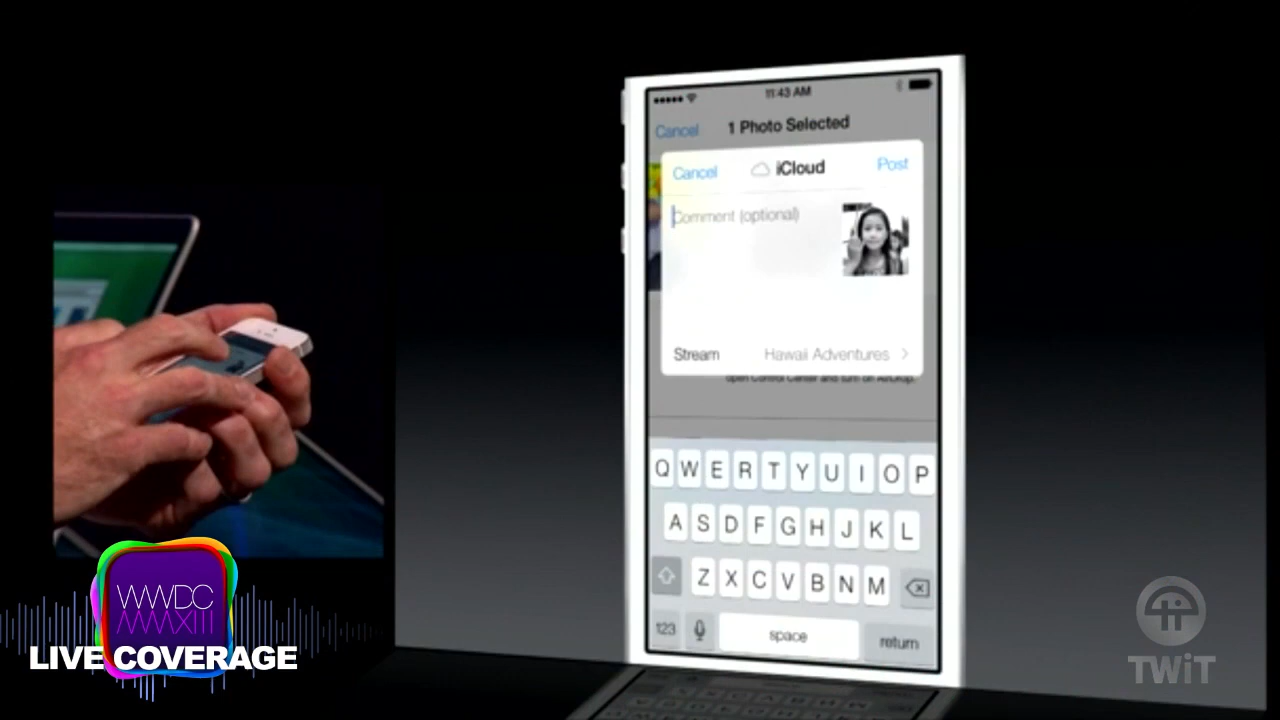 11:43 AM
Cancel 1 Photo Selected
Cancel iCloud Post
Comment (optional)
Stream Hawaii Adventures >
open Control Center and turn on AirDrop.
Q W E R T Y U I O P
A S D F G H J K L
Z X C V B N M
123 space return
WWDC
MMXIII
LIVE COVERAGE
TWiT